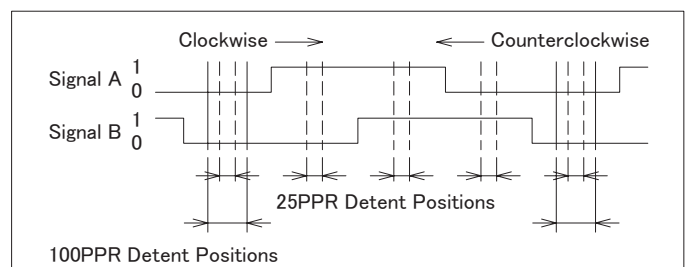 Clockwise Counterclockwise
Signal A 1
0
Signal B 1
0
25PPR Detent Positions
100PPR Detent Positions